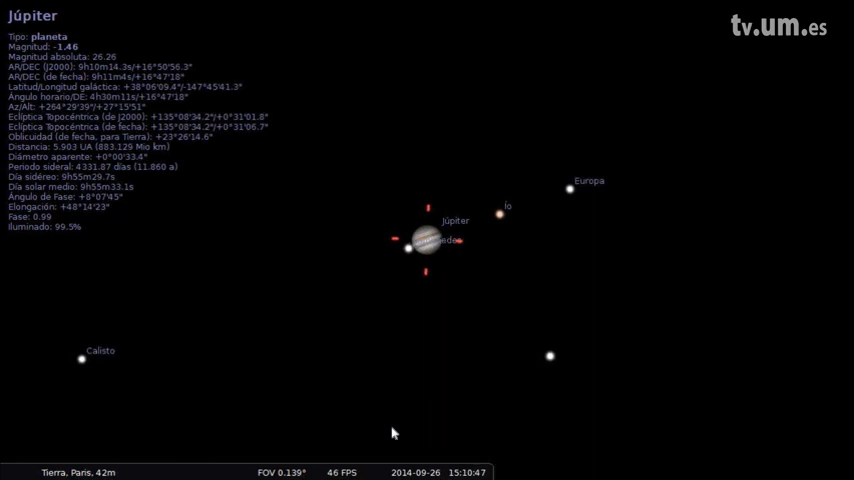 Júpiter
tv.um.es
Tipo: planeta
Magnitud: -1.46
Magnitud absoluta: 26.26
AR/DEC (J2000): 9h10m14.3s/+16°50'56.3"
AR/DEC (de fecha): 9h11m4s/+16°47'18"
Latitud/Longitud galáctica: +38°06'09.4"/-147°45'41.3"
Ángulo horario/DE: 4h30m11s/+16°47'18"
Az/Alt: +264°29'39"/+27°15'51"
Eclíptica Topocéntrica (de J2000): +135°08'34.2"/+0°31'01.8"
Eclíptica Topocéntrica (de fecha): +135°08'34.2"/+0°31'06.7"
Oblicuidad (de fecha, para Tierra): +23°26'14.6"
Distancia: 5.903 UA (883.129 Mio km)
Diámetro aparente: +0°00'33.4"
Periodo sideral: 4331.87 días (11.860 a)
Día sidéreo: 9h55m29.7s
Día solar medio: 9h55m33.1s
Ángulo de Fase: +8°07'45"
Elongación: +48°14'23"
Fase: 0.99
Iluminado: 99.5%
Europa
Ío
Júpiter
Calisto
Tierra, Paris, 42m FOV 0.139° 46 FPS 2014-09-26 15:10:47